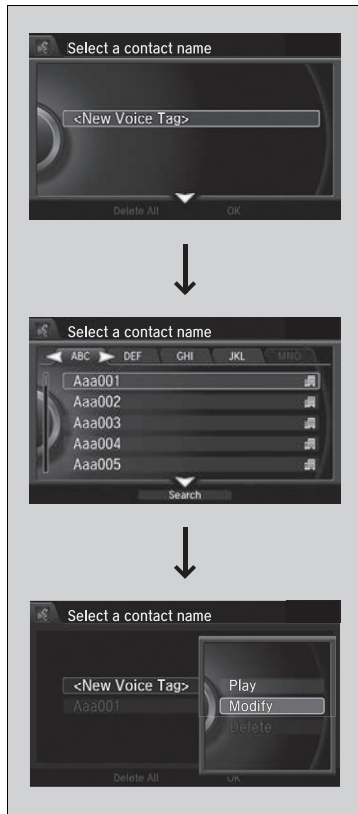 Select a contact name
<New Voice Tag>
Delete All OK
Select a contact name
ABC DEF GHI JKL MNO
Aaa001
Aaa002
Aaa003
Aaa004
Aaa005
Search
Select a contact name
<New Voice Tag>
Aaa001
Play
Modify
Delete
Delete All OK